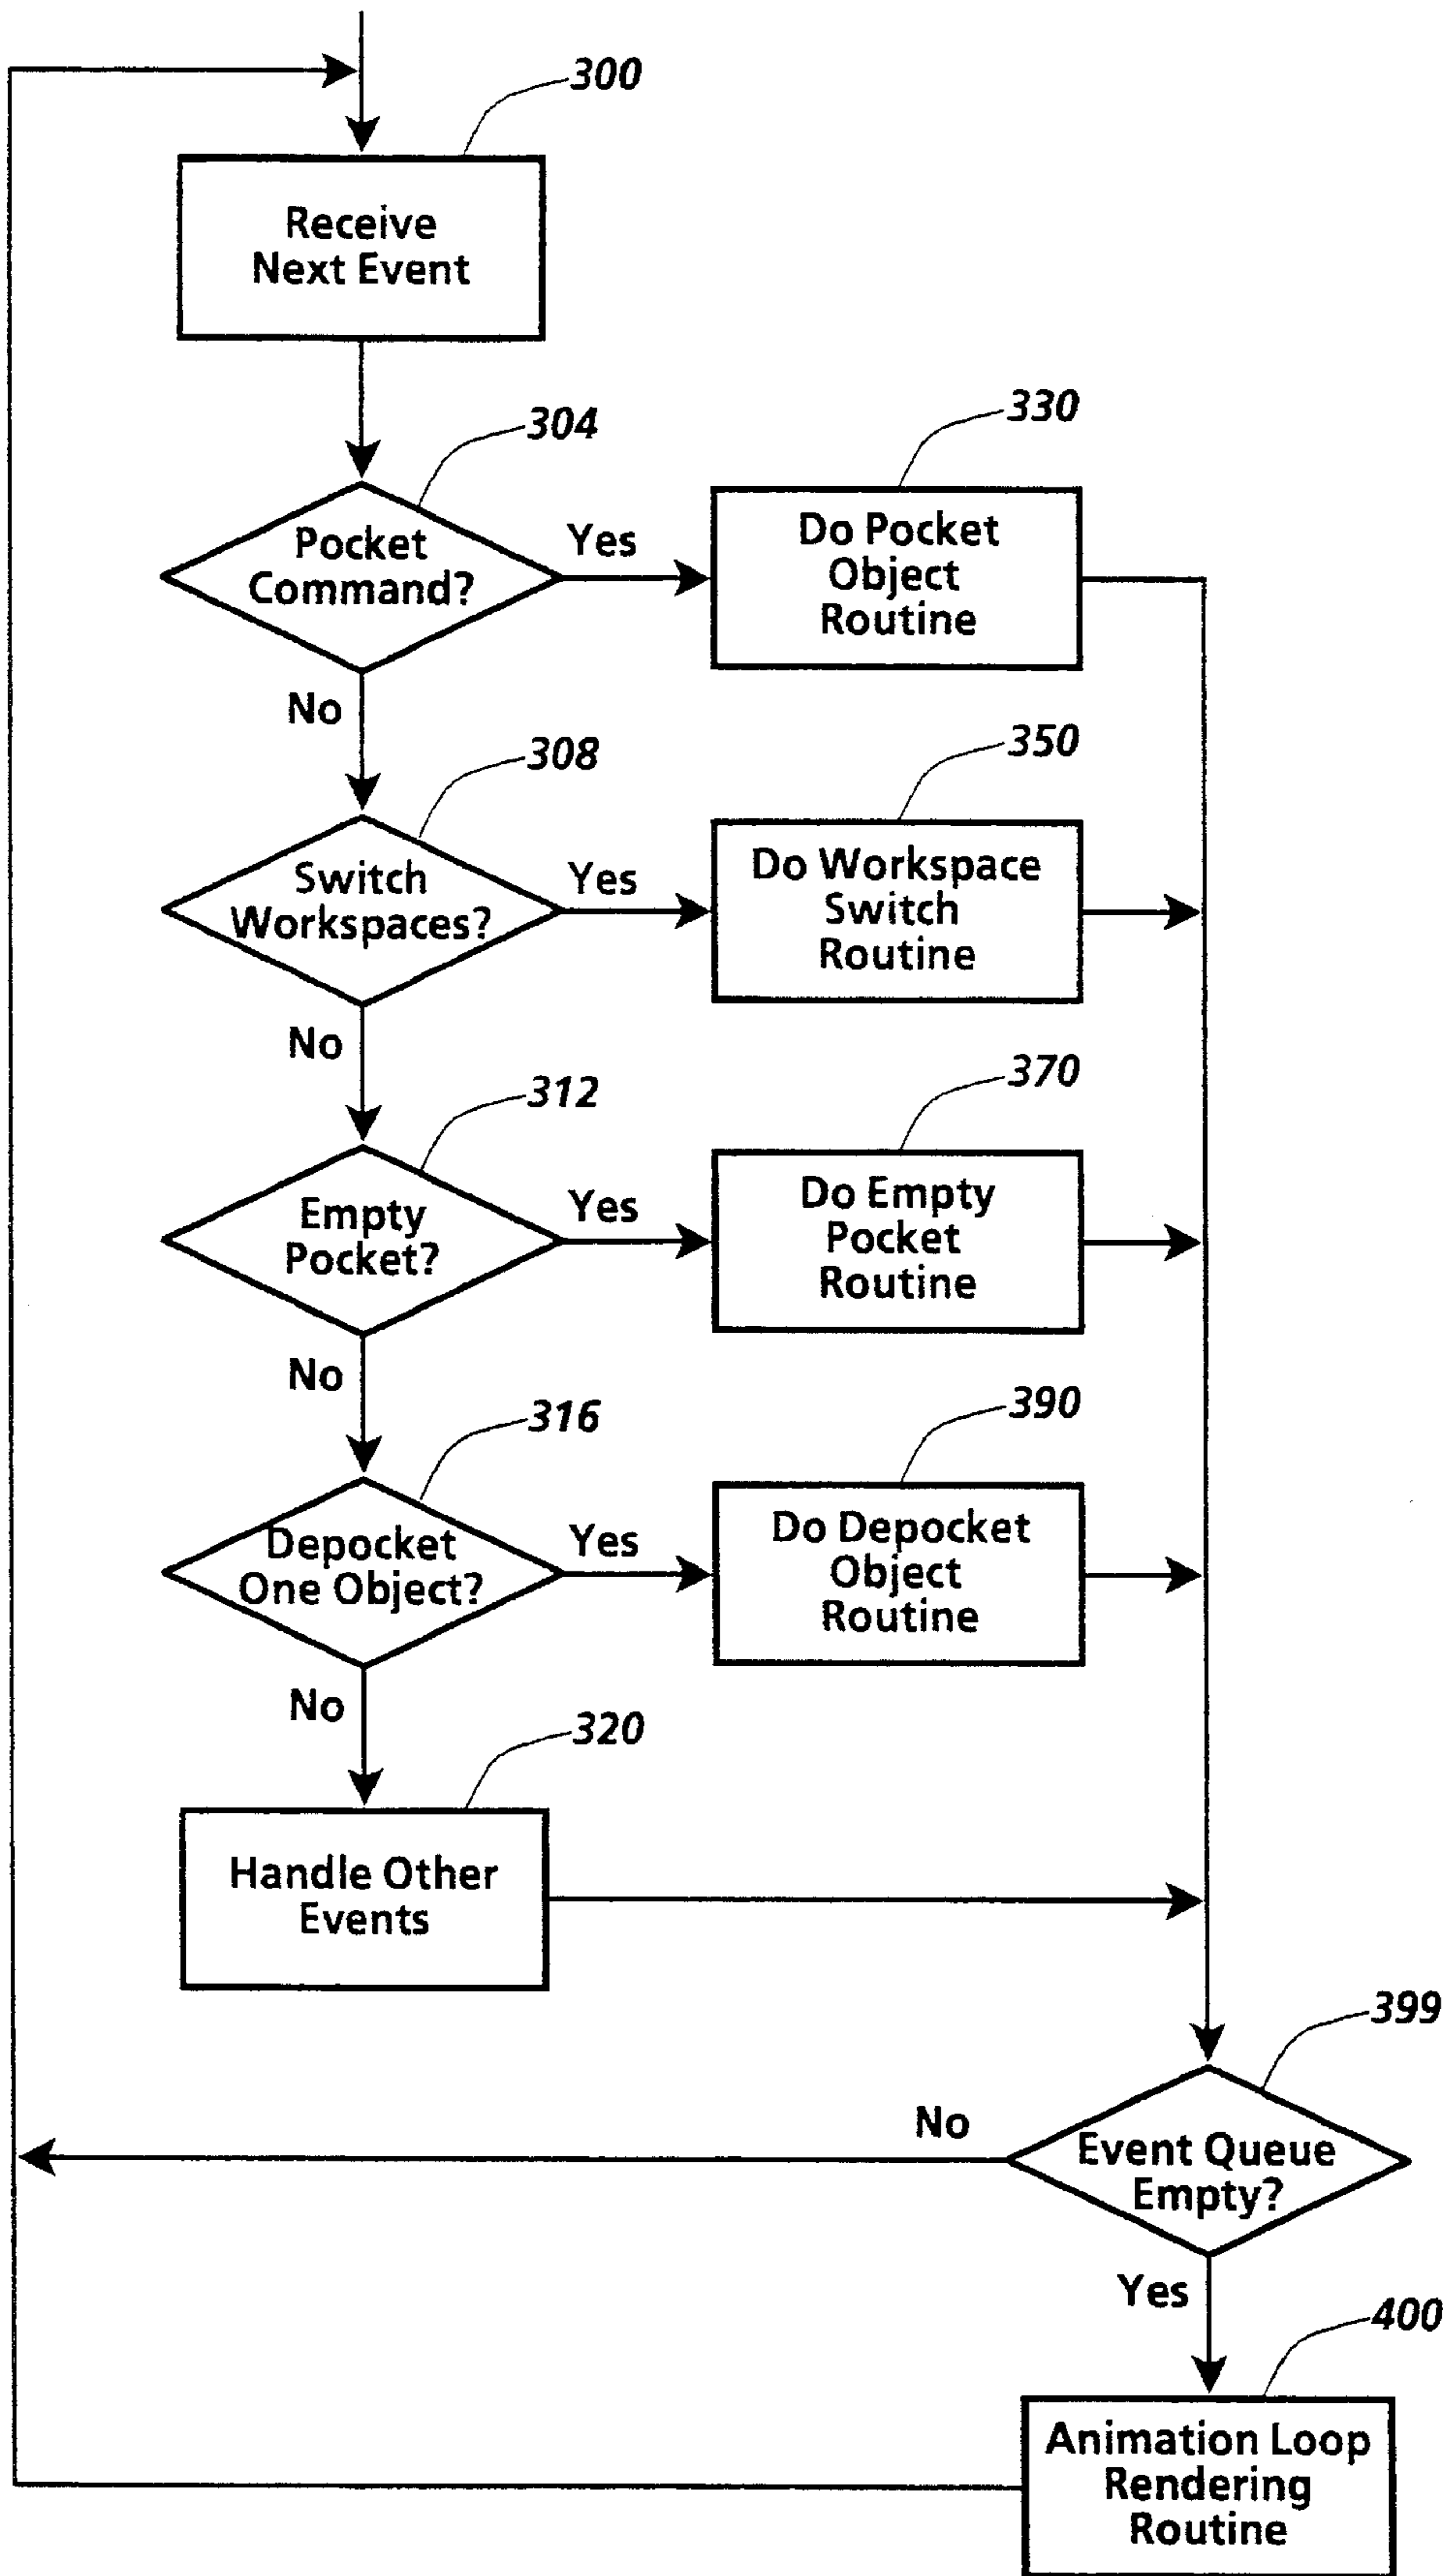 300
Receive
Next Event
304
Pocket
Command?
Yes
330
Do Pocket
Object
Routine
No
308
Switch
Workspaces?
Yes
350
Do Workspace
Switch
Routine
No
312
Empty
Pocket?
Yes
370
Do Empty
Pocket
Routine
No
316
Depocket
One Object?
Yes
390
Do Depocket
Object
Routine
No
320
Handle Other
Events
399
Event Queue
Empty?
No
Yes
400
Animation Loop
Rendering
Routine